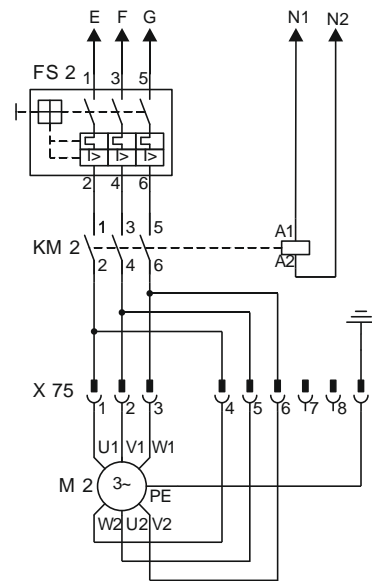 E F G N1 N2
FS 2 1 3 5
I> I> I>
2 4 6
1 3 5
KM 2 A1
2 4 6 A2
X 75 1 2 3 4 5 6 7 8
U1 V1 W1
M 2 3~ PE
W2 U2 V2